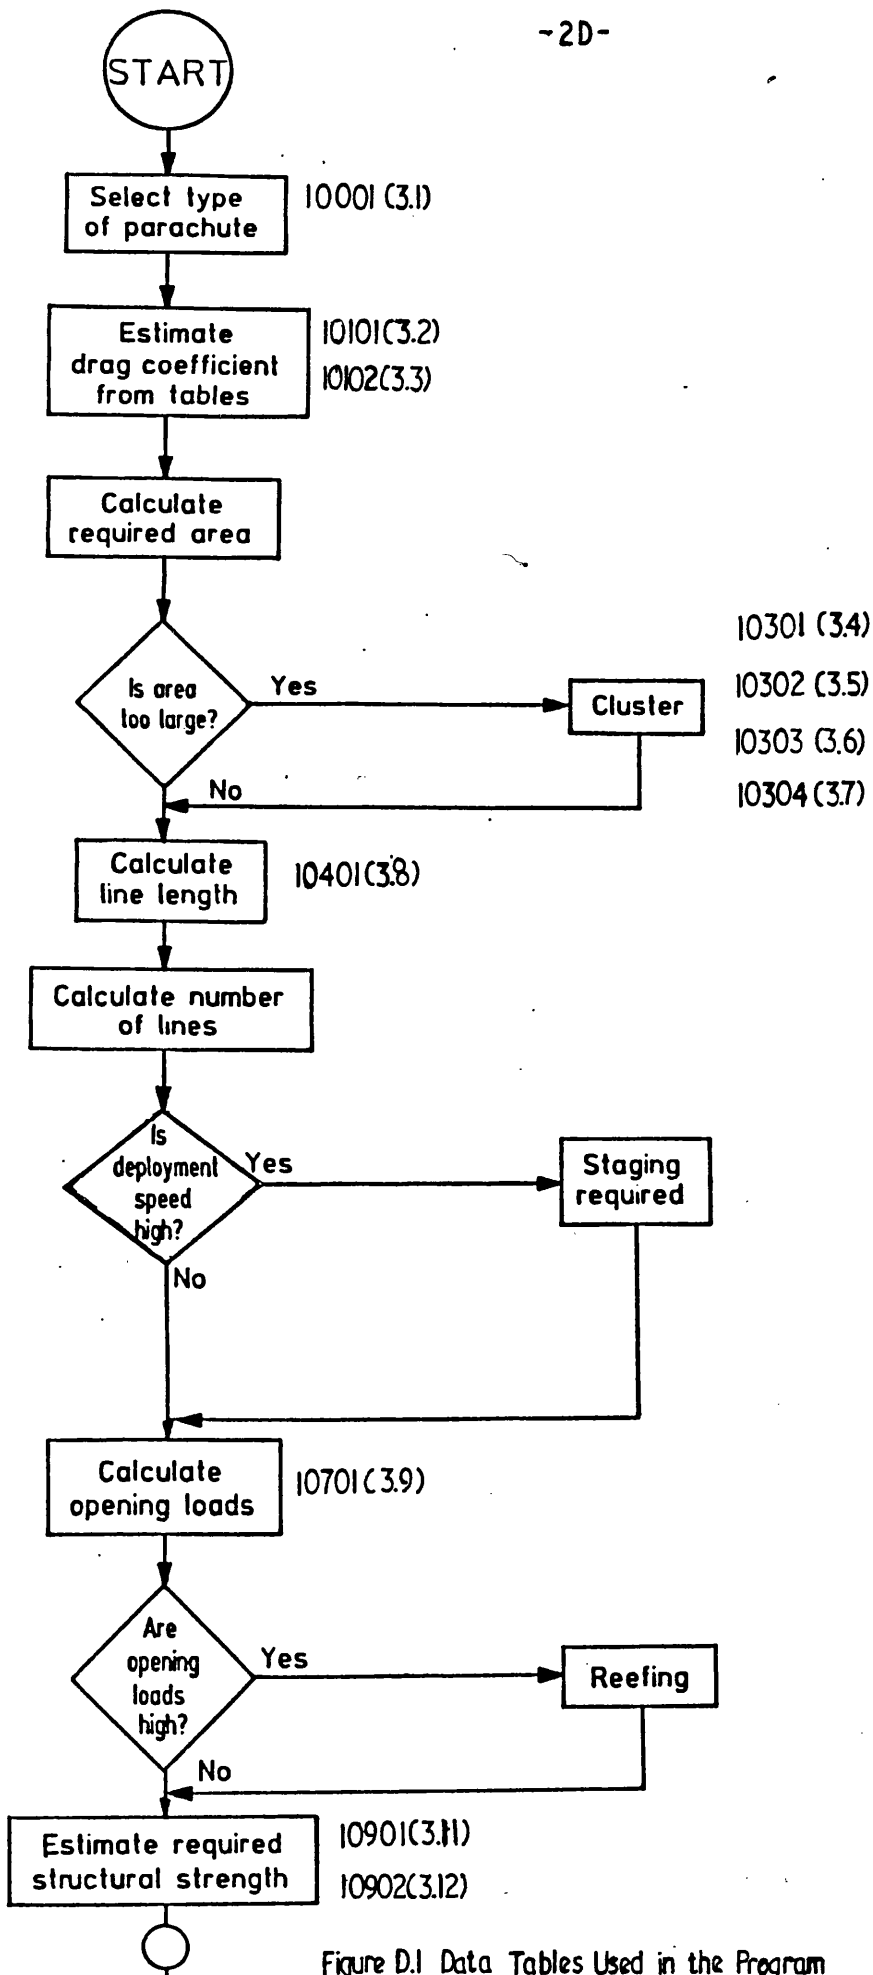 -2D-
START
Select type
of parachute
10001 (3.1)
Estimate
drag coefficient
from tables
10101(3.2)
10102(3.3)
Calculate
required area
Is area
too large?
Yes
Cluster
10301 (3.4)
10302 (3.5)
10303 (3.6)
10304 (3.7)
No
Calculate
line length
10401(3.8)
Calculate number
of lines
Is
deployment
speed
high?
Yes
Staging
required
No
Calculate
opening loads
10701(3.9)
Are
opening
loads
high?
Yes
Reefing
No
Estimate required
structural strength
10901(3.11)
10902(3.12)
Figure D.1 Data Tables Used in the Program